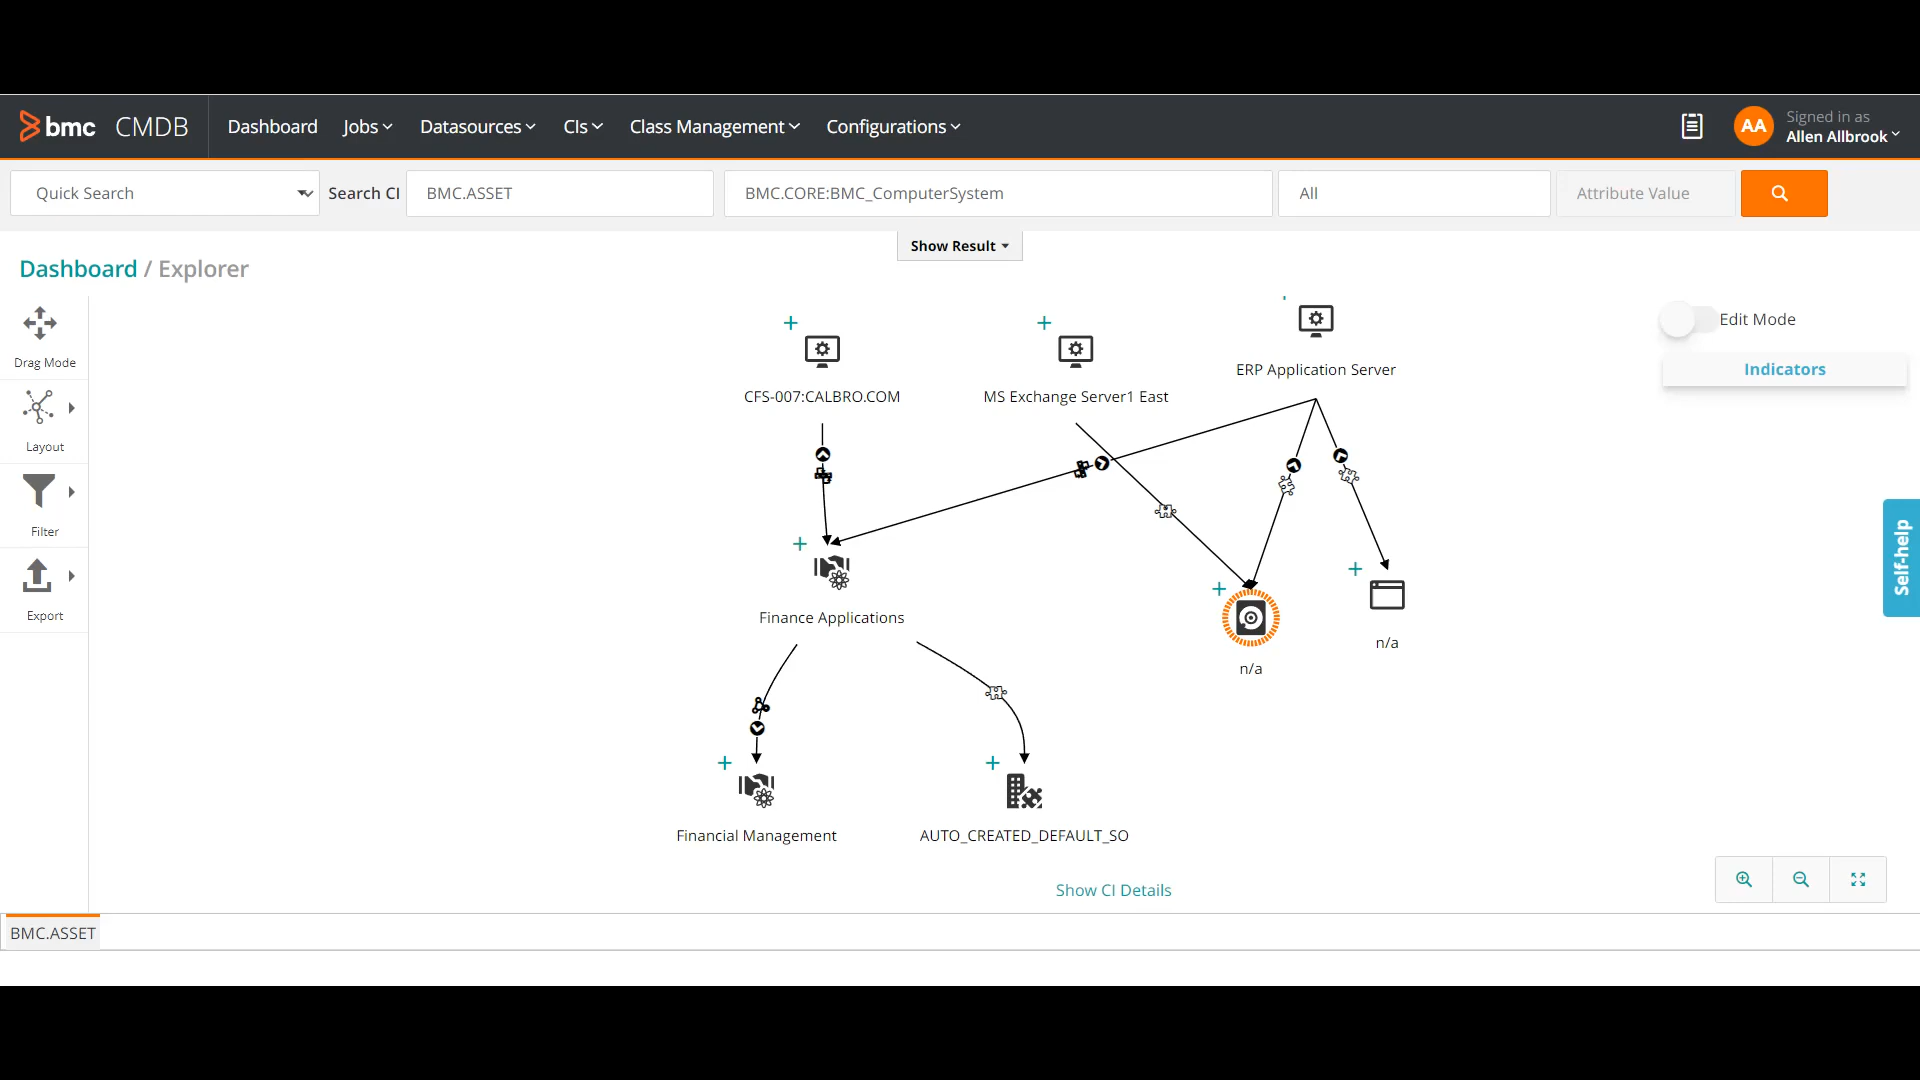 bmc CMDB Dashboard Jobs Datasources CIs Class Management Configurations
AA Signed in as
Allen Allbrook
Quick Search Search CI BMC.ASSET BMC.CORE:BMC_ComputerSystem All Attribute Value
Show Result
Dashboard / Explorer
Drag Mode
Layout
Filter
Export
CFS-007:CALBRO.COM
MS Exchange Server1 East
ERP Application Server
Edit Mode
Indicators
Self-help
Finance Applications
n/a
n/a
Financial Management
AUTO_CREATED_DEFAULT_SO
Show CI Details
BMC.ASSET